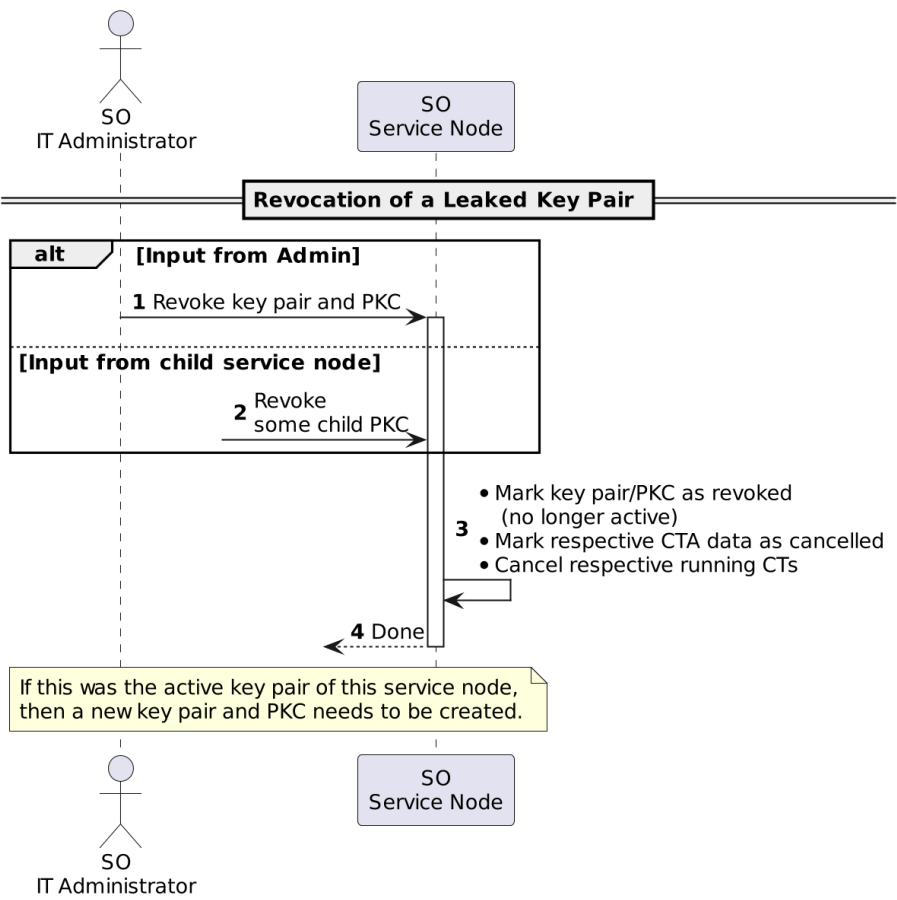 SO
IT Administrator
SO
Service Node
Revocation of a Leaked Key Pair
alt [Input from Admin]
1 Revoke key pair and PKC
[Input from child service node]
2 Revoke
some child PKC
• Mark key pair/PKC as revoked
(no longer active)
3
• Mark respective CTA data as cancelled
• Cancel respective running CTs
4 Done
If this was the active key pair of this service node,
then a new key pair and PKC needs to be created.
SO
IT Administrator
SO
Service Node